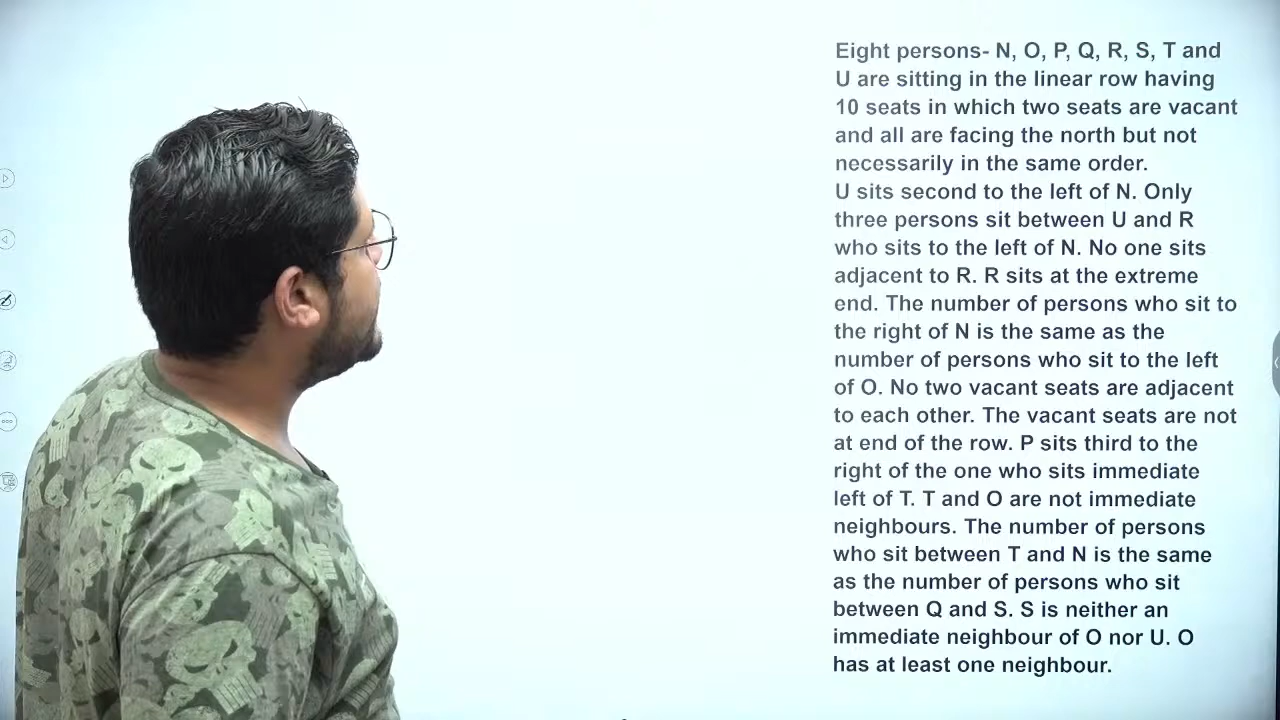 Eight persons- N, O, P, Q, R, S, T and
U are sitting in the linear row having
10 seats in which two seats are vacant
and all are facing the north but not
necessarily in the same order.
U sits second to the left of N. Only
three persons sit between U and R
who sits to the left of N. No one sits
adjacent to R. R sits at the extreme
end. The number of persons who sit to
the right of N is the same as the
number of persons who sit to the left
of O. No two vacant seats are adjacent
to each other. The vacant seats are not
at end of the row. P sits third to the
right of the one who sits immediate
left of T. T and O are not immediate
neighbours. The number of persons
who sit between T and N is the same
as the number of persons who sit
between Q and S. S is neither an
immediate neighbour of O nor U. O
has at least one neighbour.